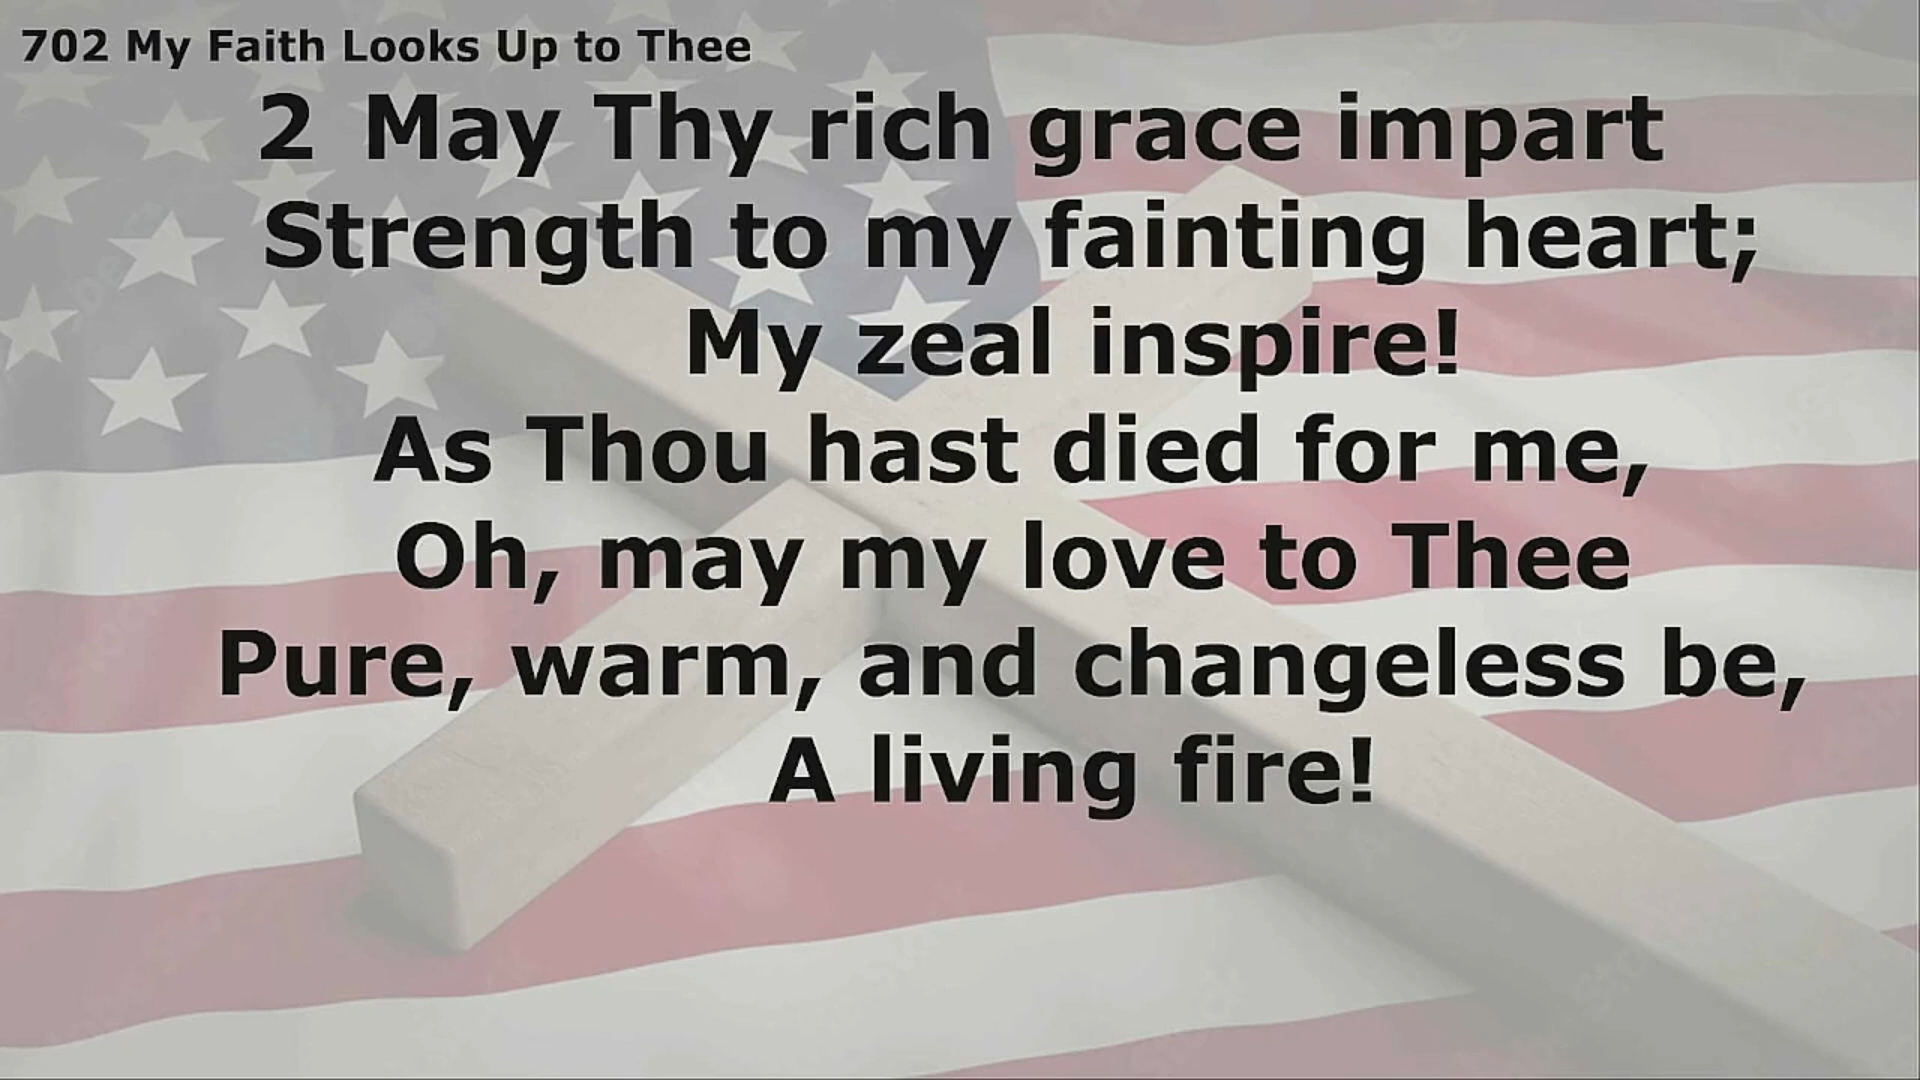 702 My Faith Looks Up to Thee
2 May Thy rich grace impart
Strength to my fainting heart;
My zeal inspire!
As Thou hast died for me,
Oh, may my love to Thee
Pure, warm, and changeless be,
A living fire!